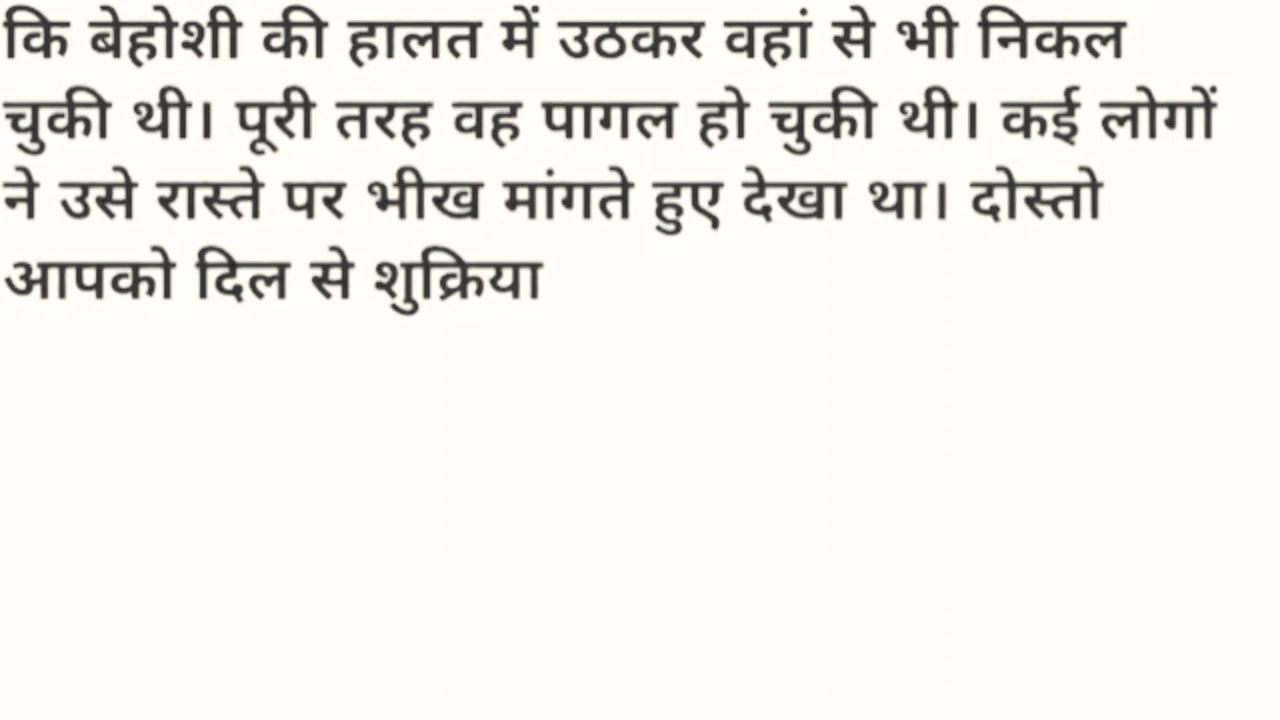 कि बेहोशी की हालत में उठकर वहां से भी निकल
चुकी थी। पूरी तरह वह पागल हो चुकी थी। कई लोगों
ने उसे रास्ते पर भीख मांगते हुए देखा था। दोस्तो
आपको दिल से शुक्रिया